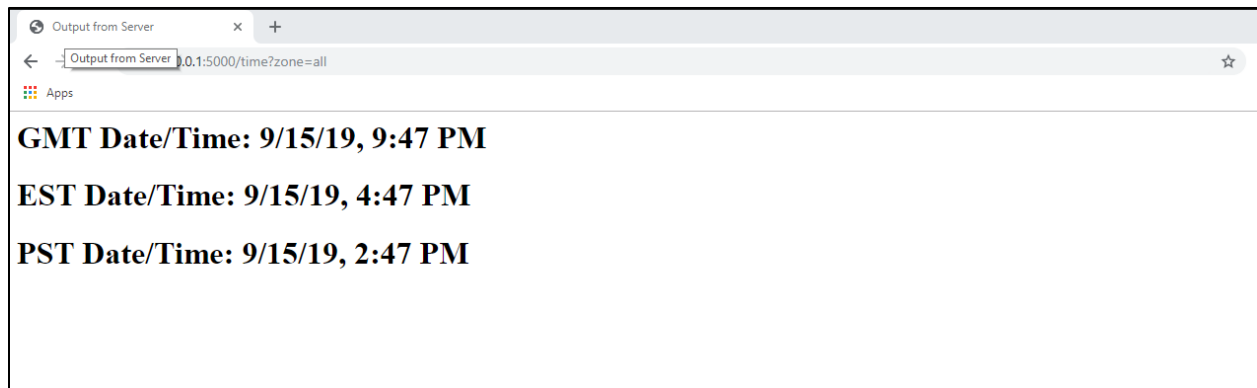 Output from Server
Output from Server 0.0.1:5000/time?zone=all
Apps
GMT Date/Time: 9/15/19, 9:47 PM
EST Date/Time: 9/15/19, 4:47 PM
PST Date/Time: 9/15/19, 2:47 PM